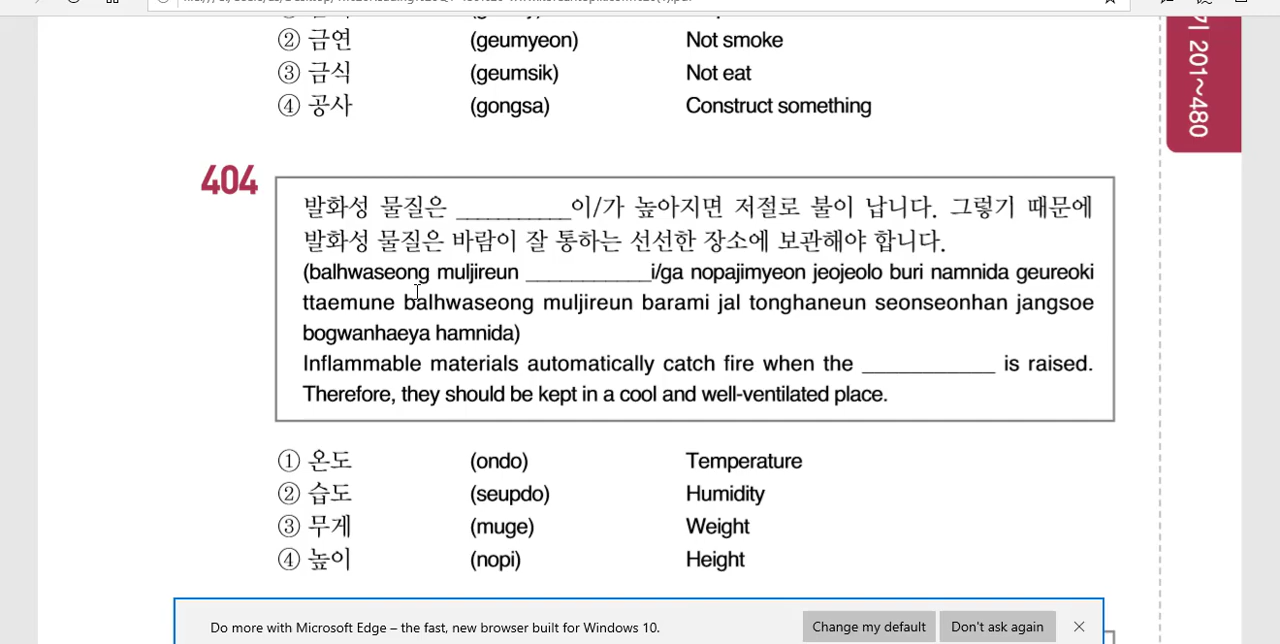 ② 금연 (geumyeon) Not smoke
③ 금식 (geumsik) Not eat
④ 공사 (gongsa) Construct something
기 201~480
404
발화성 물질은 ___________이/가 높아지면 저절로 불이 납니다. 그렇기 때문에
발화성 물질은 바람이 잘 통하는 선선한 장소에 보관해야 합니다.
(balhwaseong muljireun ____________i/ga nopajimyeon jeojeolo buri namnida geureoki
ttaemune balhwaseong muljireun barami jal tonghaneun seonseonhan jangsoe
bogwanhaeya hamnida)
Inflammable materials automatically catch fire when the ____________ is raised.
Therefore, they should be kept in a cool and well-ventilated place.
① 온도 (ondo) Temperature
② 습도 (seupdo) Humidity
③ 무게 (muge) Weight
④ 높이 (nopi) Height
Do more with Microsoft Edge – the fast, new browser built for Windows 10. Change my default Don't ask again